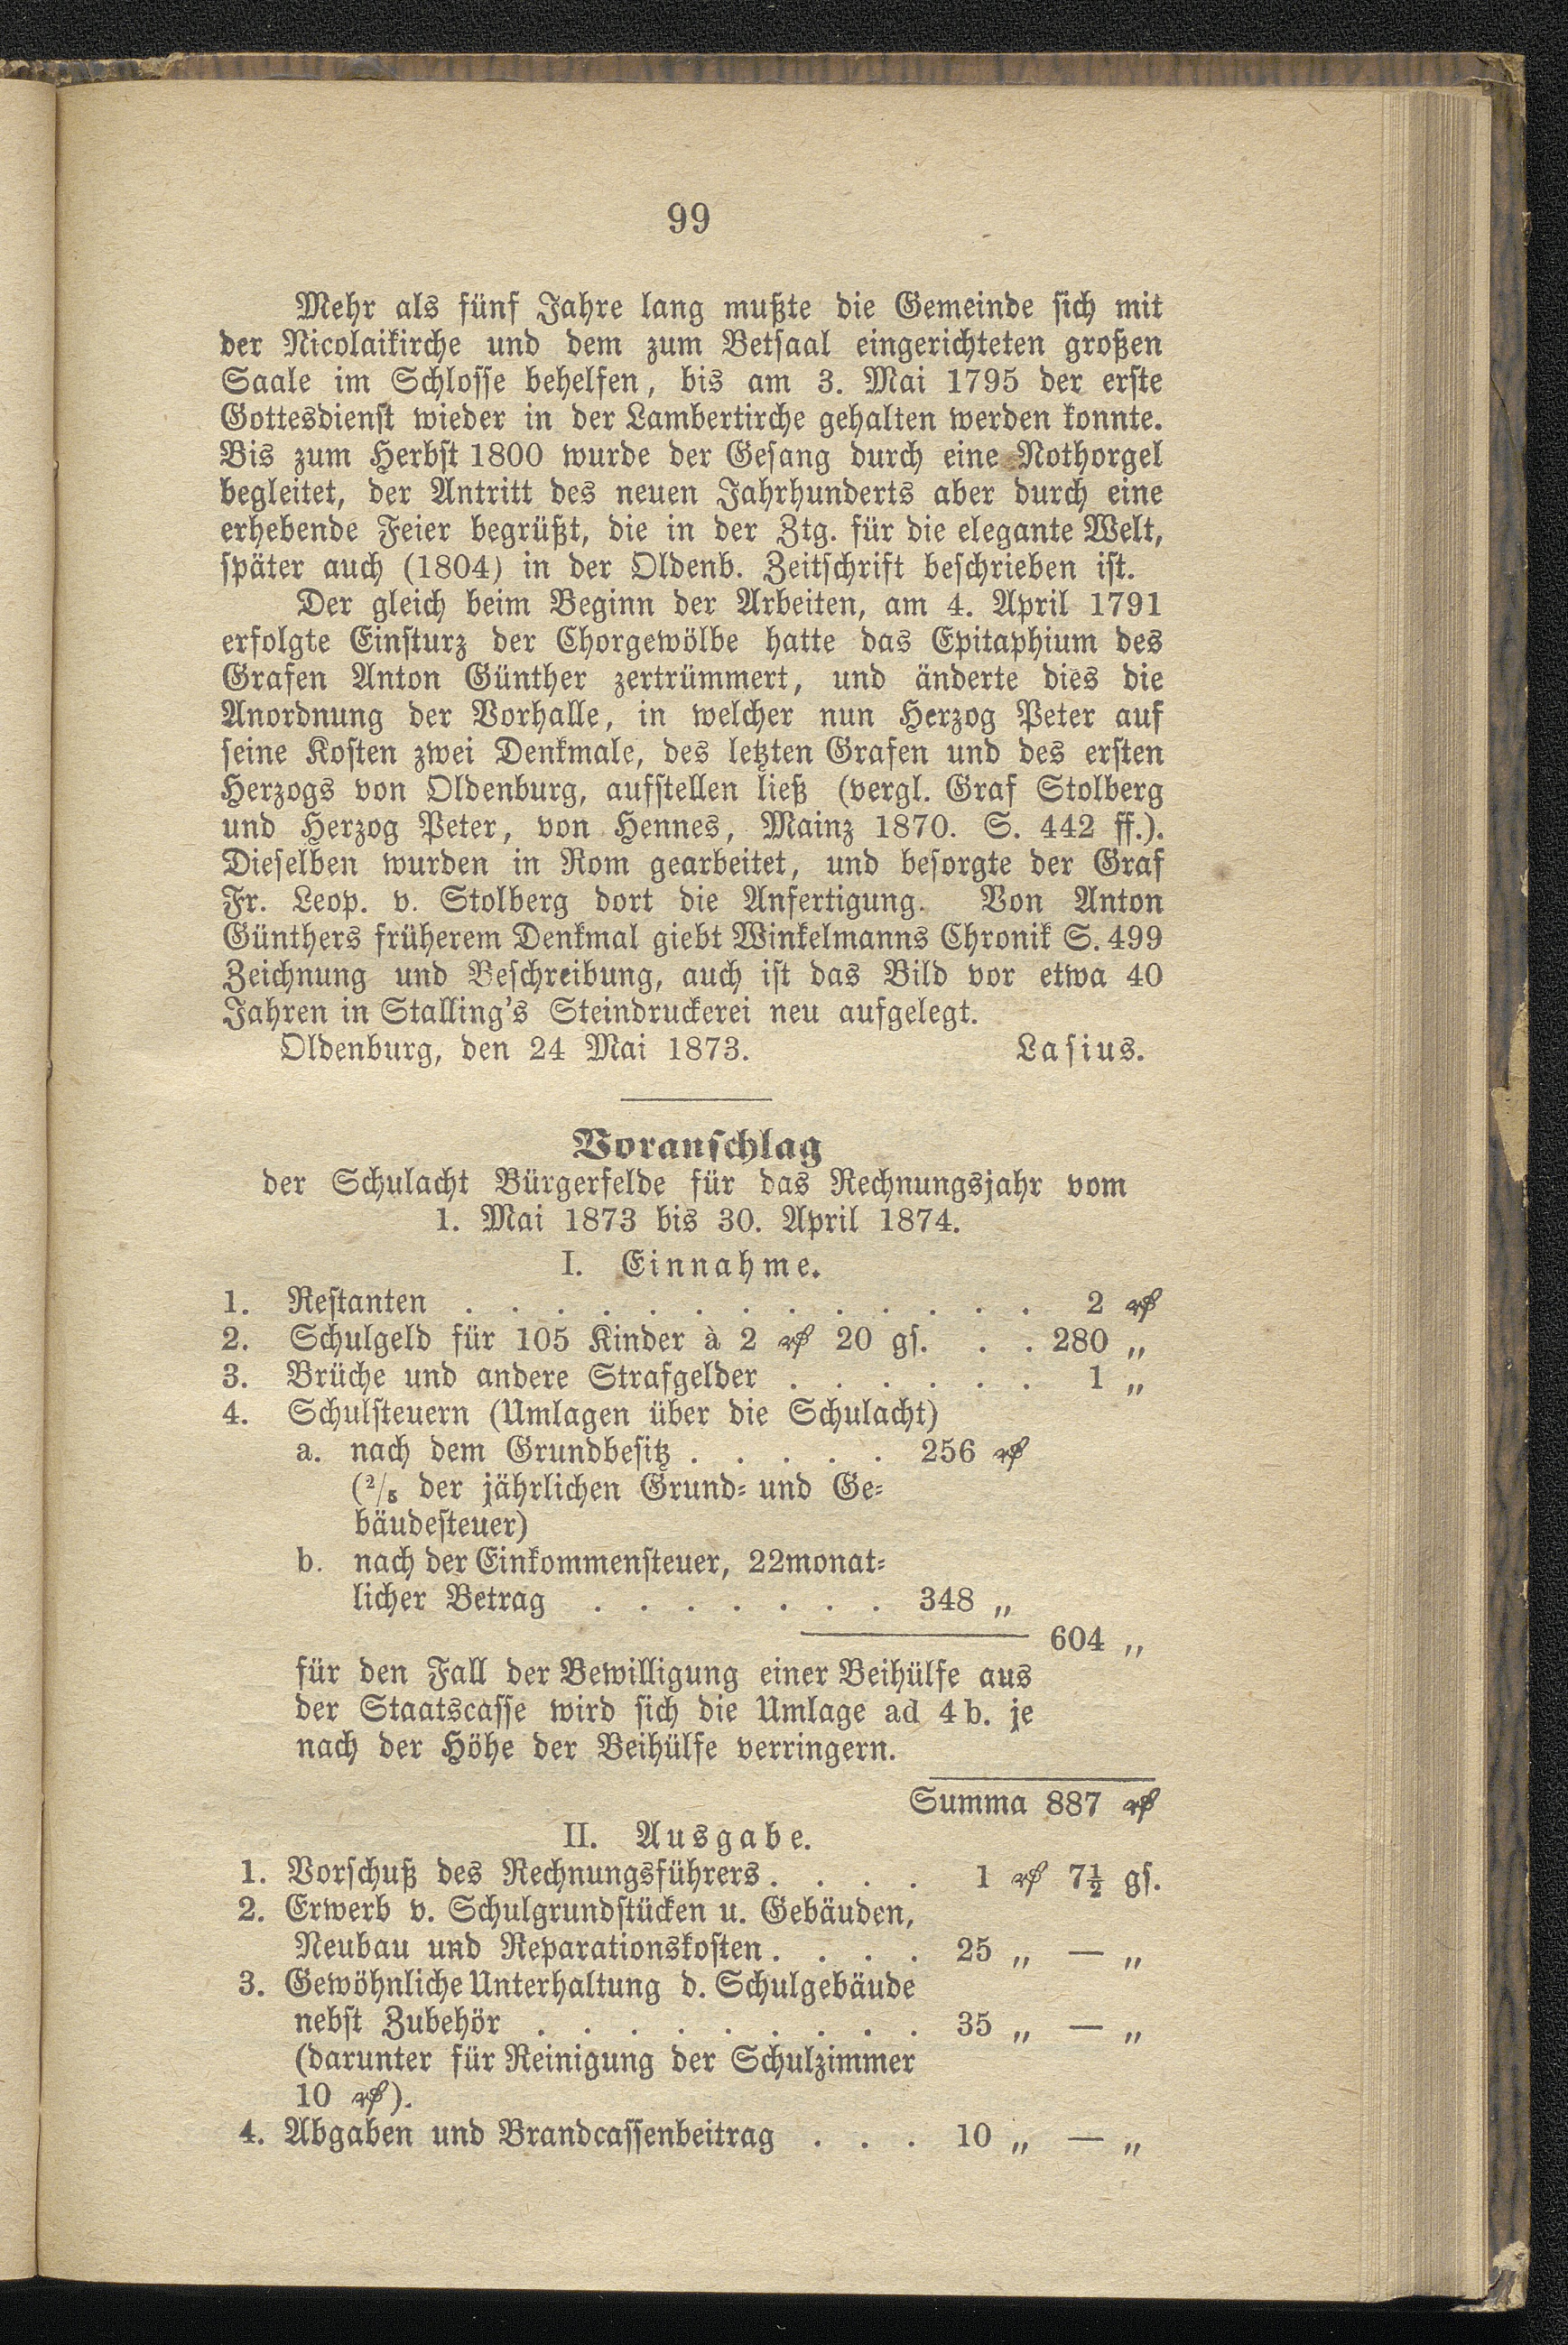 99
Mehr als fünf Jahre lang mußte die Gemeinde sich mit
der Nicolaikirche und dem zum Betsaal eingerichteten großen
Saale im Schlosse behelfen, bis am 3. Mai 1795 der erste
Gottesdienst wieder in der Lambertirche gehalten werden konnte.
Bis zum Herbst 1800 wurde der Gesang durch eine Nothorgel
begleitet, der Antritt des neuen Jahrhunderts aber durch eine
erhebende Feier begrüßt, die in der Ztg. für die elegante Welt,
später auch (1804) in der Oldenb. Zeitschrift beschrieben ist.
Der gleich beim Beginn der Arbeiten, am 4. April 1791
erfolgte Einsturz der Chorgewölbe hatte das Epitaphium des
Grafen Anton Günther zertrümmert, und änderte dies die
Anordnung der Vorhalle, in welcher nun Herzog Peter auf
seine Kosten zwei Denkmale, des letzten Grafen und des ersten
Herzogs von Oldenburg, aufstellen ließ (vergl. Graf Stolberg
und Herzog Peter, von Hennes, Mainz 1870. S. 442 ff.).
Dieselben wurden in Rom gearbeitet, und besorgte der Graf
Fr. Leop. v. Stolberg dort die Anfertigung. Von Anton
Günthers früherem Denkmal giebt Winkelmanns Chronik S. 499
Zeichnung und Beschreibung, auch ist das Bild vor etwa 40
Jahren in Stalling's Steindruckerei neu aufgelegt.
Oldenburg, den 24 Mai 1873. Lasius.
Voranschlag
der Schulacht Bürgerfelde für das Rechnungsjahr vom
1. Mai 1873 bis 30. April 1874.
I. Einnahme.
1. Restanten . . . . . . . . . . . . . 2 ₰
2. Schulgeld für 105 Kinder à 2 ₰ 20 gs. . . 280 „
3. Brüche und andere Strafgelder . . . . . . 1 „
4. Schulsteuern (Umlagen über die Schulacht)
a. nach dem Grundbesitz . . . . . 256 ₰
(2/5 der jährlichen Grund- und Ge-
bäudesteuer)
b. nach der Einkommensteuer, 22monat-
licher Betrag . . . . . . . 348 „
604 „
für den Fall der Bewilligung einer Beihülfe aus
der Staatscasse wird sich die Umlage ad 4 b. je
nach der Höhe der Beihülfe verringern.
Summa 887 ₰
II. Ausgabe.
1. Vorschuß des Rechnungsführers . . . . 1 ₰ 7½ gs.
2. Erwerb v. Schulgrundstücken u. Gebäuden,
Neubau und Reparationskosten . . . . 25 „ — „
3. Gewöhnliche Unterhaltung d. Schulgebäude
nebst Zubehör . . . . . . . . . 35 „ — „
(darunter für Reinigung der Schulzimmer
10 ₰).
4. Abgaben und Brandcassenbeitrag . . . 10 „ — „